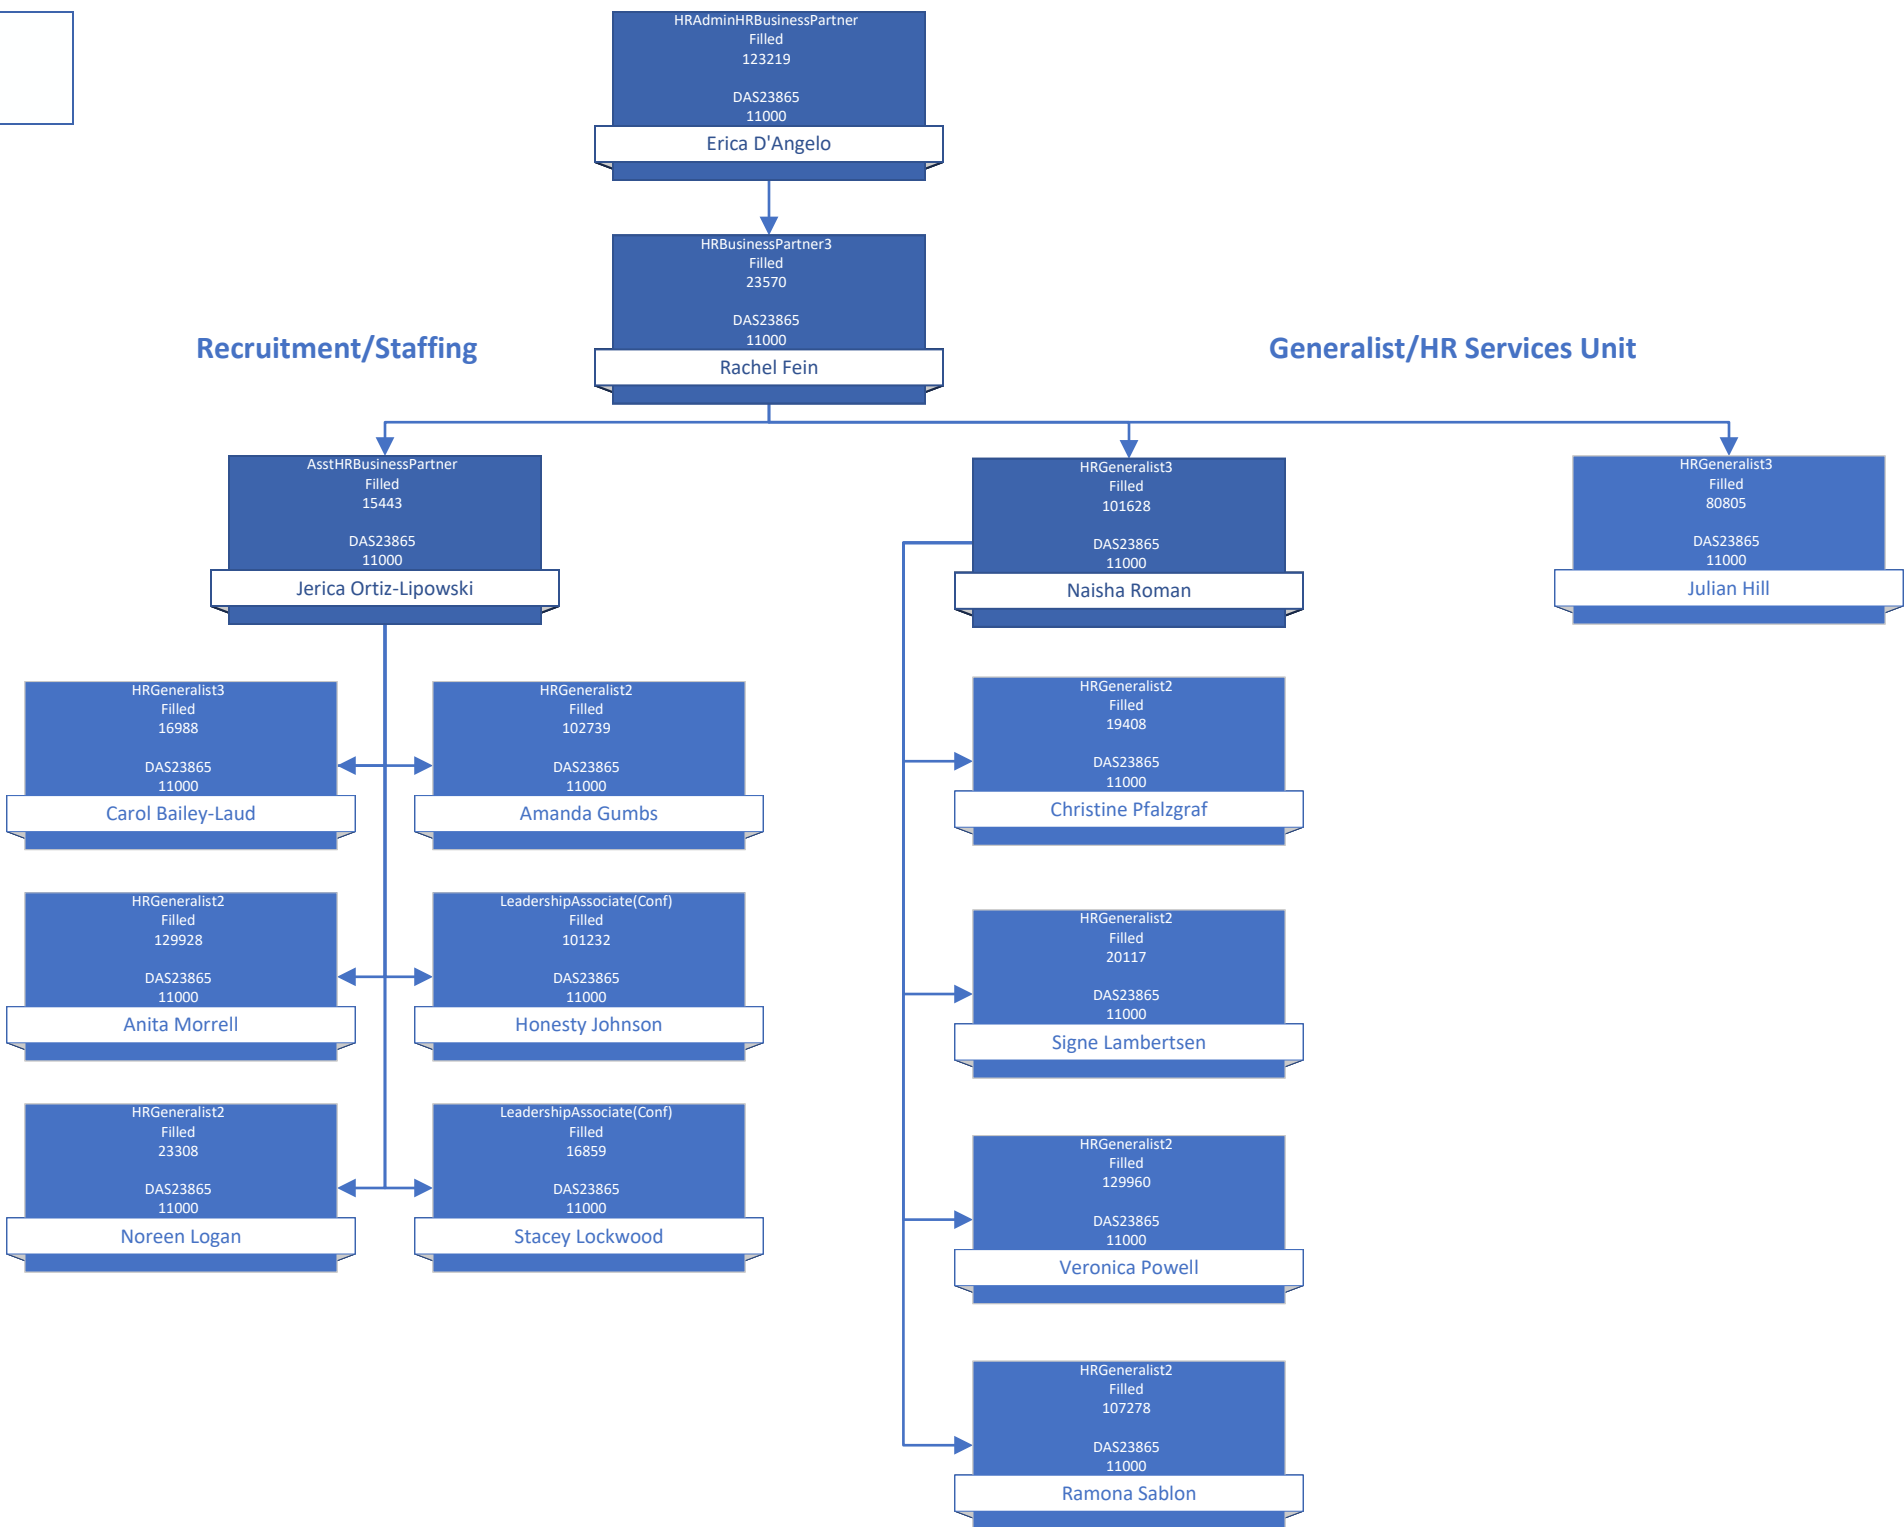 HRAdminHRBusinessPartner
Filled
123219
DAS23865
11000
Erica D'Angelo
HRBusinessPartner3
Filled
23570
DAS23865
11000
Rachel Fein
Recruitment/Staffing
Generalist/HR Services Unit
AsstHRBusinessPartner
Filled
15443
DAS23865
11000
Jerica Ortiz-Lipowski
HRGeneralist3
Filled
101628
DAS23865
11000
Naisha Roman
HRGeneralist3
Filled
80805
DAS23865
11000
Julian Hill
HRGeneralist3
Filled
16988
DAS23865
11000
Carol Bailey-Laud
HRGeneralist2
Filled
102739
DAS23865
11000
Amanda Gumbs
HRGeneralist2
Filled
19408
DAS23865
11000
Christine Pfalzgraf
HRGeneralist2
Filled
129928
DAS23865
11000
Anita Morrell
LeadershipAssociate(Conf)
Filled
101232
DAS23865
11000
Honesty Johnson
HRGeneralist2
Filled
20117
DAS23865
11000
Signe Lambertsen
HRGeneralist2
Filled
23308
DAS23865
11000
Noreen Logan
LeadershipAssociate(Conf)
Filled
16859
DAS23865
11000
Stacey Lockwood
HRGeneralist2
Filled
129960
DAS23865
11000
Veronica Powell
HRGeneralist2
Filled
107278
DAS23865
11000
Ramona Sablon